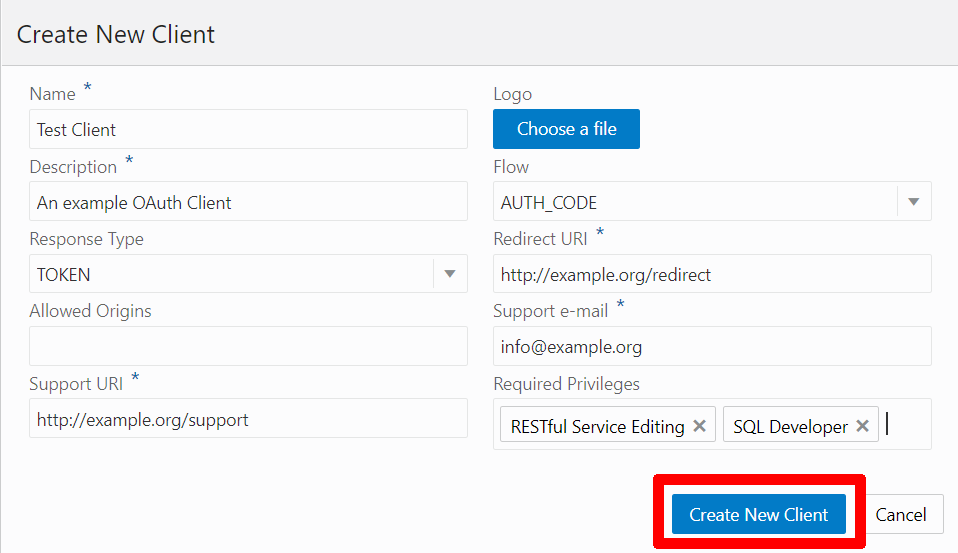 Create New Client
Name *
Logo
Test Client
Choose a file
Description *
Flow
An example OAuth Client
AUTH_CODE
Response Type
Redirect URI *
TOKEN
http://example.org/redirect
Allowed Origins
Support e-mail *
info@example.org
Support URI *
Required Privileges
http://example.org/support
RESTful Service Editing × SQL Developer ×
Create New Client Cancel